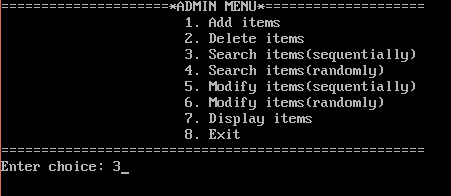 ====================*ADMIN MENU*===================
1. Add items
2. Delete items
3. Search items(sequentially)
4. Search items(randomly)
5. Modify items(sequentially)
6. Modify items(randomly)
7. Display items
8. Exit
===================================================
Enter choice: 3_